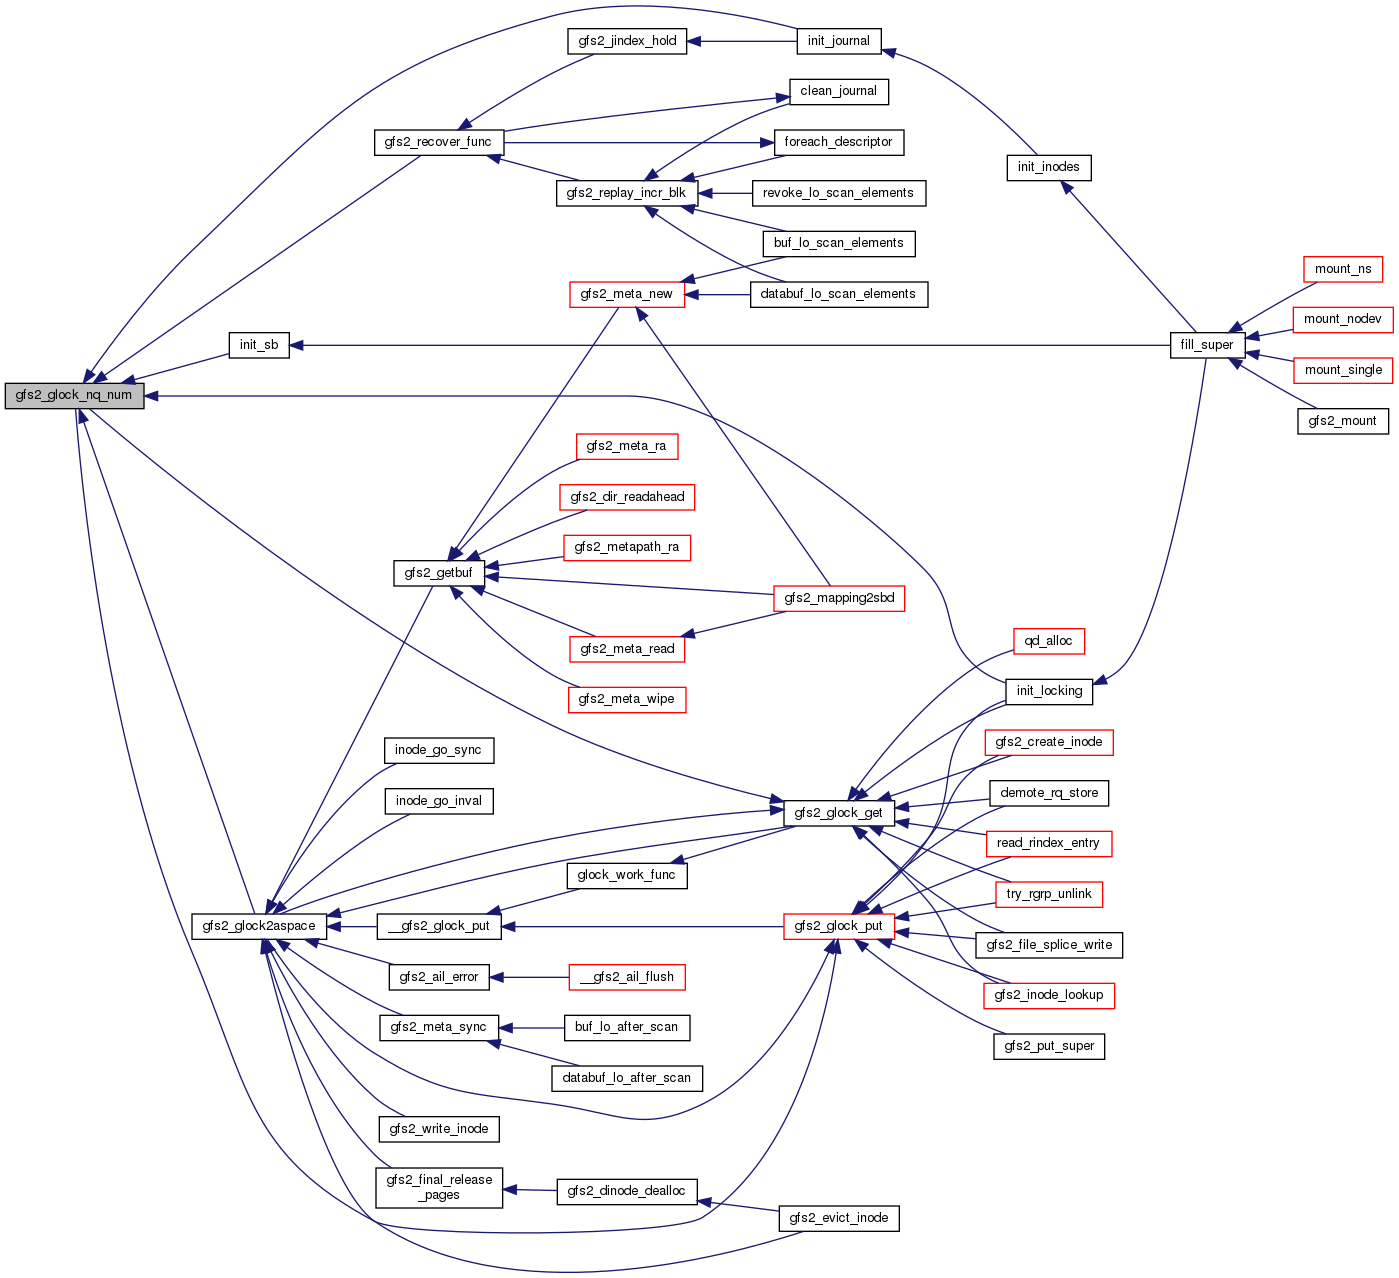 gfs2_jindex_hold
init_journal
clean_journal
gfs2_recover_func
foreach_descriptor
init_inodes
gfs2_replay_incr_blk
revoke_lo_scan_elements
buf_lo_scan_elements
mount_ns
gfs2_meta_new
databuf_lo_scan_elements
mount_nodev
init_sb
fill_super
mount_single
gfs2_glock_nq_num
gfs2_mount
gfs2_meta_ra
gfs2_dir_readahead
gfs2_metapath_ra
gfs2_getbuf
gfs2_mapping2sbd
gfs2_meta_read
qd_alloc
gfs2_meta_wipe
init_locking
inode_go_sync
gfs2_create_inode
inode_go_inval
demote_rq_store
gfs2_glock_get
read_rindex_entry
glock_work_func
try_rgrp_unlink
gfs2_glock2aspace
__gfs2_glock_put
gfs2_glock_put
gfs2_file_splice_write
gfs2_ail_error
__gfs2_ail_flush
gfs2_inode_lookup
gfs2_meta_sync
buf_lo_after_scan
gfs2_put_super
databuf_lo_after_scan
gfs2_write_inode
gfs2_final_release
_pages
gfs2_dinode_dealloc
gfs2_evict_inode